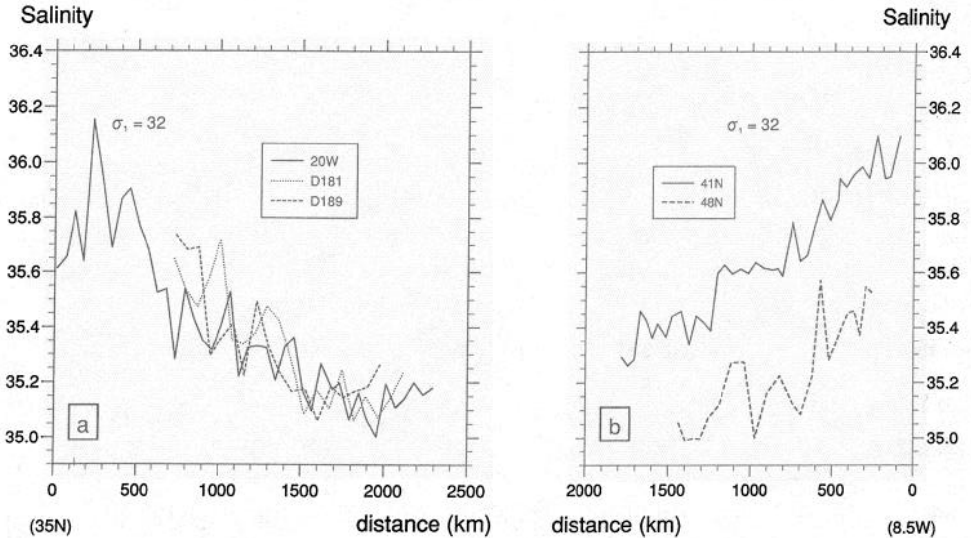 Salinity
36.4
36.2
36.0
35.8
35.6
35.4
35.2
35.0
σ₁ = 32
20W
D181
D189
a
0 500 1000 1500 2000 2500
(35N) distance (km)
Salinity
36.4
36.2
36.0
35.8
35.6
35.4
35.2
35.0
σ₁ = 32
41N
48N
b
2000 1500 1000 500 0
distance (km) (8.5W)